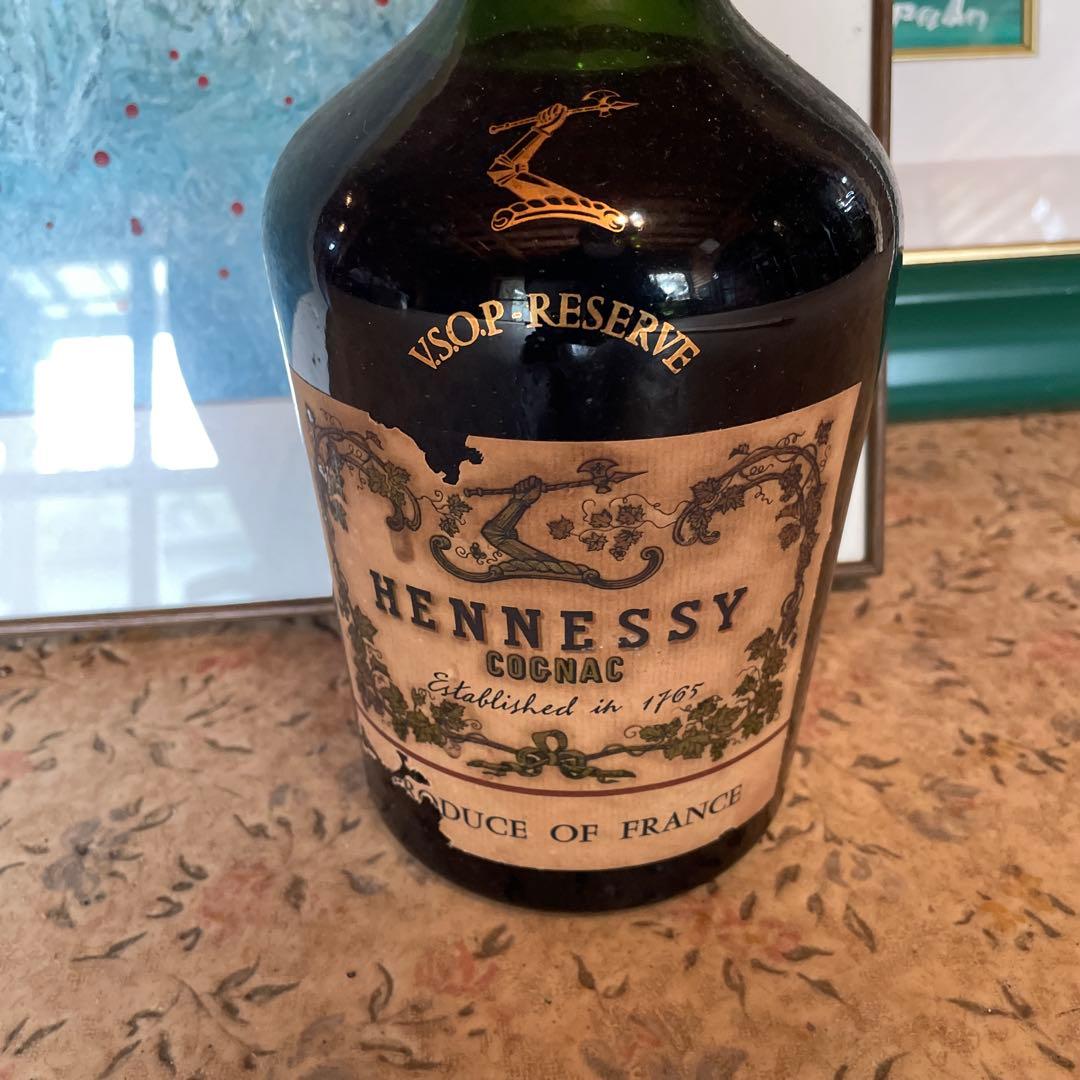 V.S.O.P · RESERVE
HENNESSY
COGNAC
Established in 1765
PRODUCE OF FRANCE